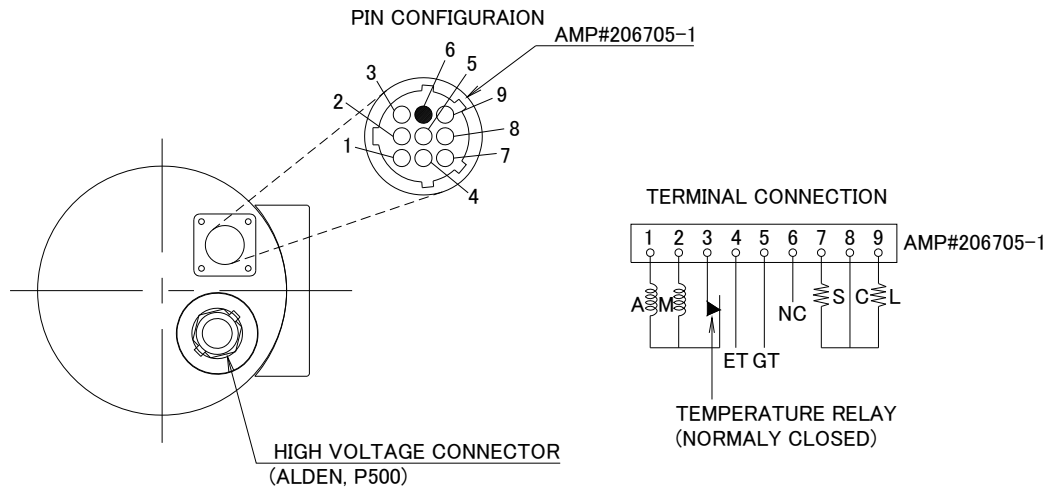 PIN CONFIGURAION
AMP#206705-1
6
5
3
9
2
8
1
7
4
TERMINAL CONNECTION
1 2 3 4 5 6 7 8 9
AMP#206705-1
A M S C L
NC
ET GT
TEMPERATURE RELAY
(NORMALY CLOSED)
HIGH VOLTAGE CONNECTOR
(ALDEN, P500)